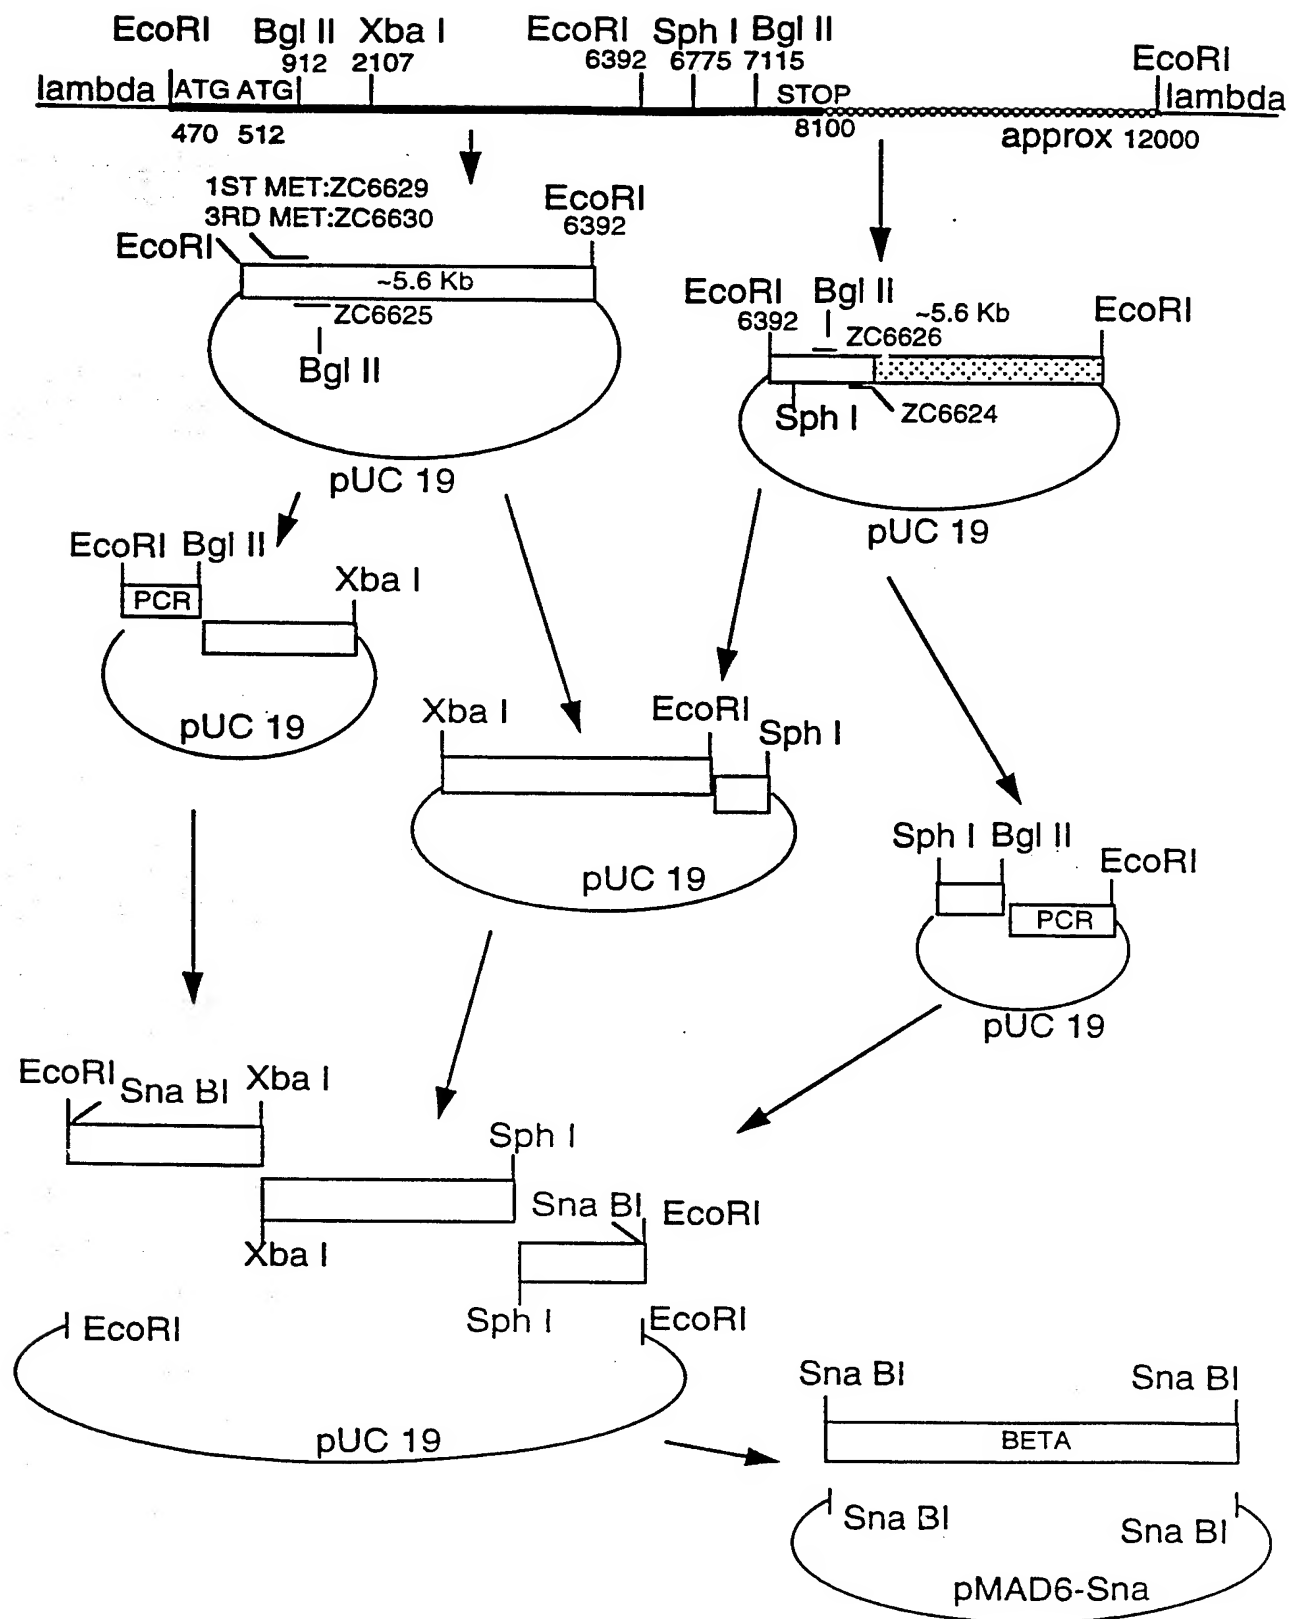 EcoRI Bgl II Xba I EcoRI Sph I Bgl II
912 2107 6392 6775 7115 EcoRI
lambda ATG ATG STOP lambda
470 512 8100 approx 12000
1ST MET:ZC6629
3RD MET:ZC6630
EcoRI
6392
EcoRI
~5.6 Kb
ZC6625
Bgl II
pUC 19
EcoRI
6392
Bgl II
~5.6 Kb
EcoRI
ZC6626
Sph I
ZC6624
pUC 19
EcoRI Bgl II
Xba I
PCR
pUC 19
Xba I
EcoRI
Sph I
pUC 19
Sph I Bgl II
EcoRI
PCR
pUC 19
EcoRI
Sna BI
Xba I
Sph I
Xba I
Sna BI
EcoRI
Sph I
EcoRI
EcoRI
pUC 19
Sna BI
Sna BI
BETA
Sna BI
Sna BI
pMAD6-Sna